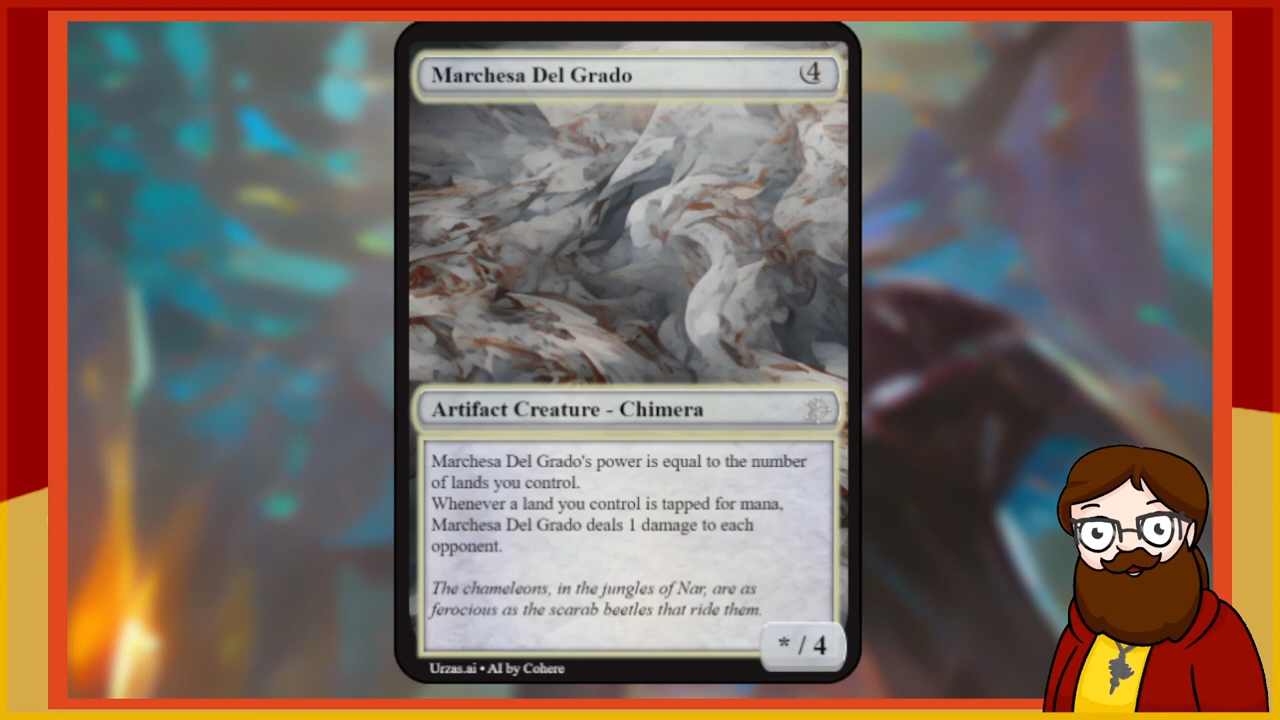 Marchesa Del Grado 4
Artifact Creature - Chimera
Marchesa Del Grado's power is equal to the number
of lands you control.
Whenever a land you control is tapped for mana,
Marchesa Del Grado deals 1 damage to each
opponent.
The chameleons, in the jungles of Nar, are as
ferocious as the scarab beetles that ride them.
* / 4
Urzas.ai • AI by Cohere